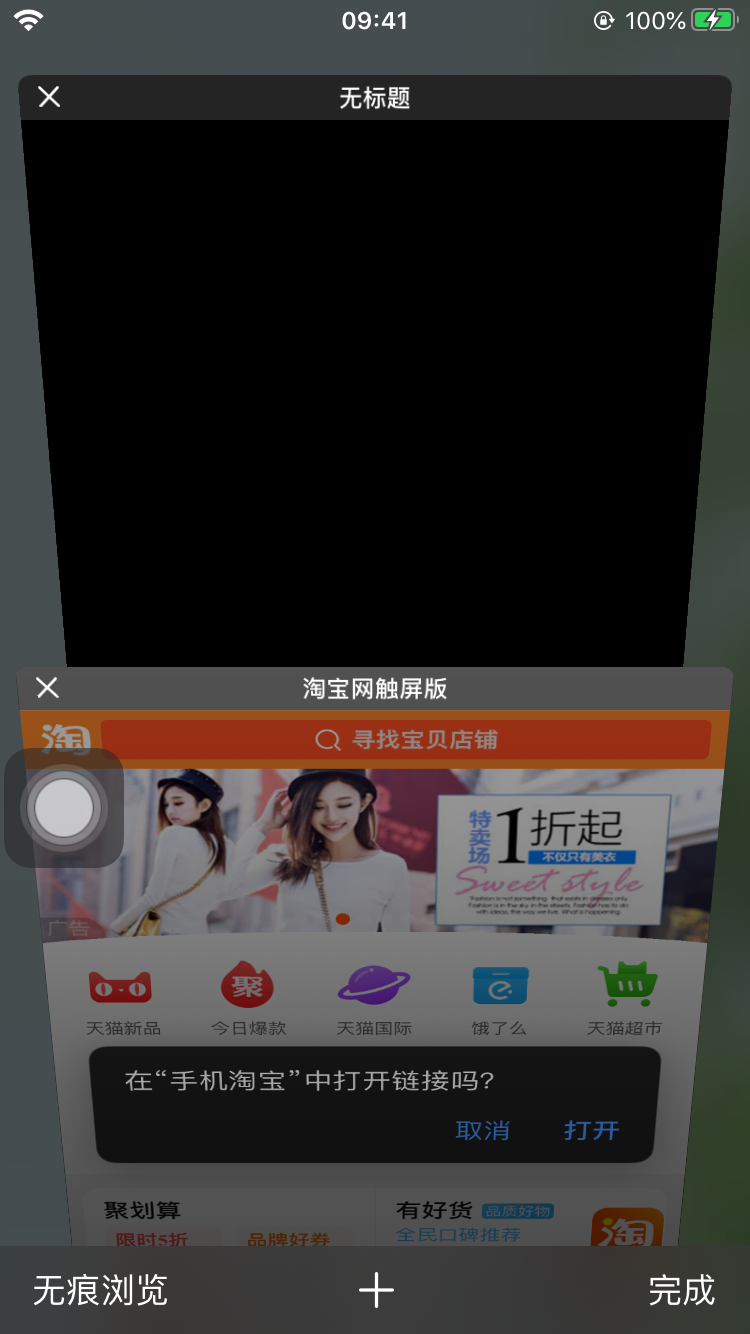 09:41
100%
无标题
淘宝网触屏版
淘
寻找宝贝店铺
特卖场
1折起
不仅只有美衣
Sweet style
Fashion is not something that exists in dresses only.
Fashion is in the sky in the streets, Fashion has to do
with ideas, the way we live, What is happening.
广告
聚
天猫新品
今日爆款
天猫国际
饿了么
天猫超市
在“手机淘宝”中打开链接吗?
取消
打开
聚划算
有好货
品质好物
限时5折
品牌好券
全民口碑推荐
淘
无痕浏览
完成